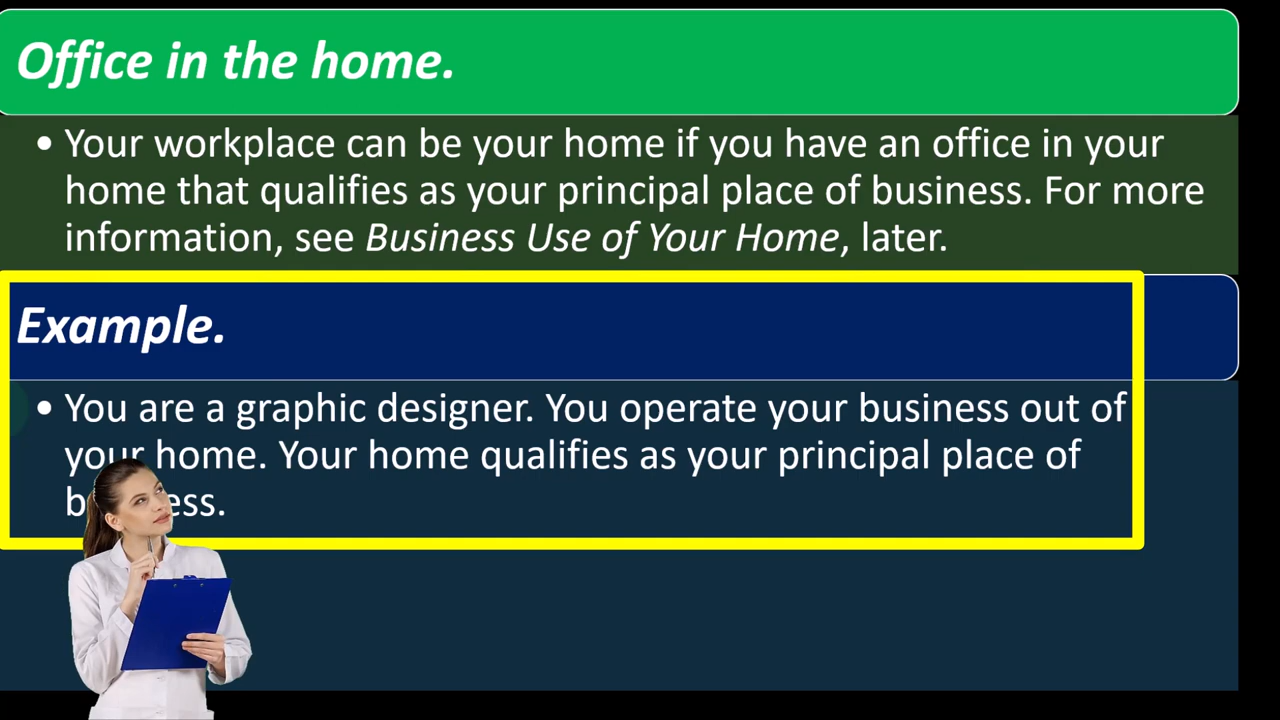 Office in the home.
• Your workplace can be your home if you have an office in your
home that qualifies as your principal place of business. For more
information, see Business Use of Your Home, later.
Example.
• You are a graphic designer. You operate your business out of
your home. Your home qualifies as your principal place of
business.